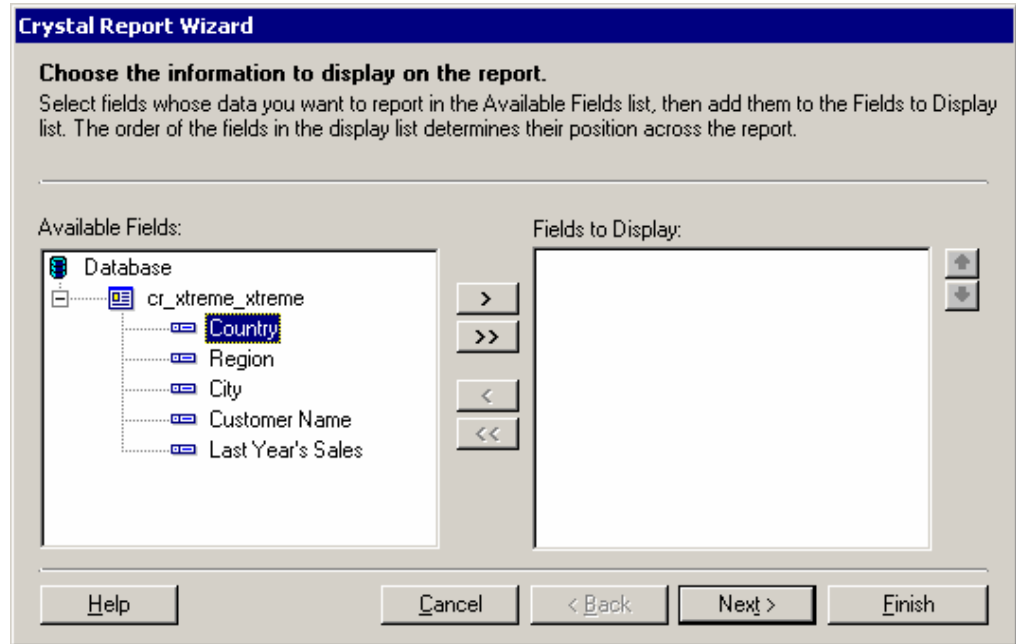 Crystal Report Wizard
Choose the information to display on the report.
Select fields whose data you want to report in the Available Fields list, then add them to the Fields to Display
list. The order of the fields in the display list determines their position across the report.
Available Fields:
Fields to Display:
Database
cr_xtreme_xtreme
Country
Region
City
Customer Name
Last Year's Sales
>
>>
<
<<
Help
Cancel
< Back
Next >
Finish